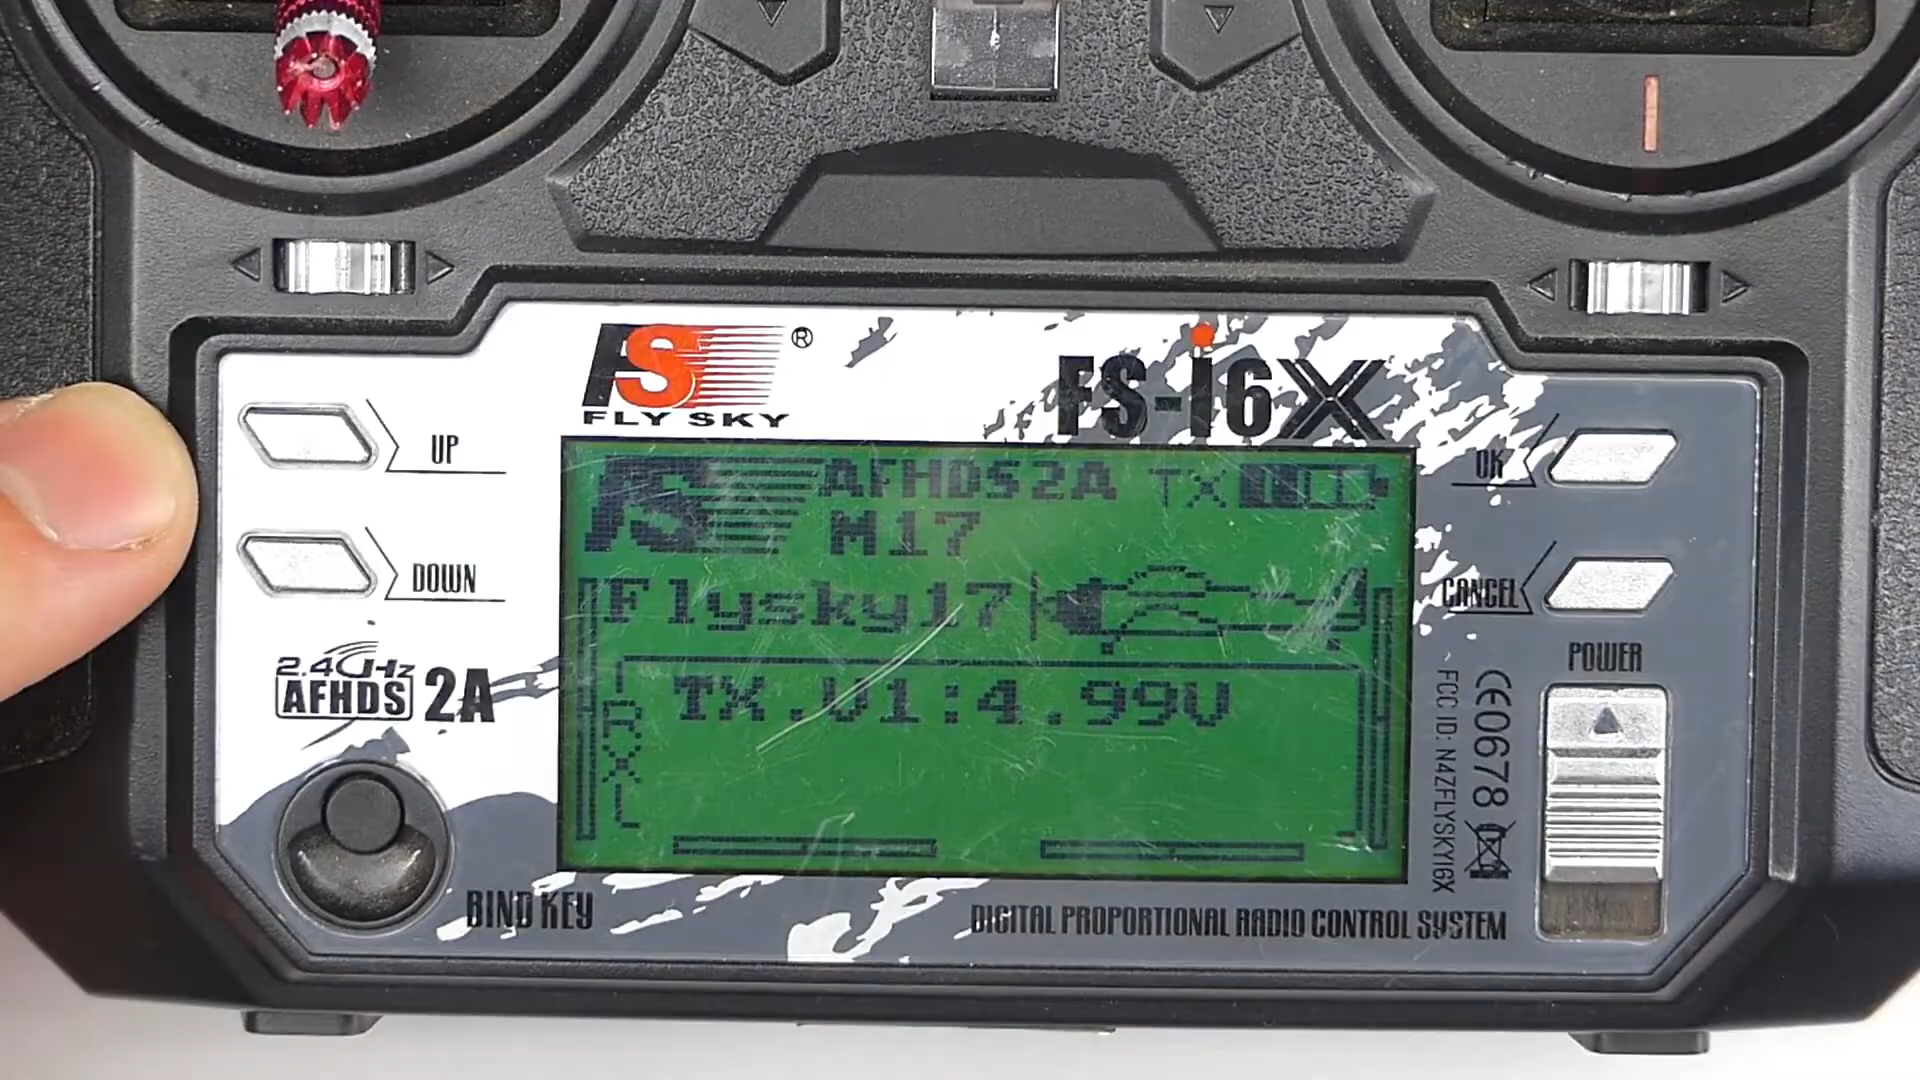 FS®
FLY SKY
FS-i6X
UP
DOWN
OK
CANCEL
POWER
AFHDS2A TX
M17
Flysky17
TX.V1:4.99V
2.4GHz
AFHDS 2A
BIND KEY
DIGITAL PROPORTIONAL RADIO CONTROL SYSTEM
FCC ID: N4ZFLYSKYI6X
CE0678